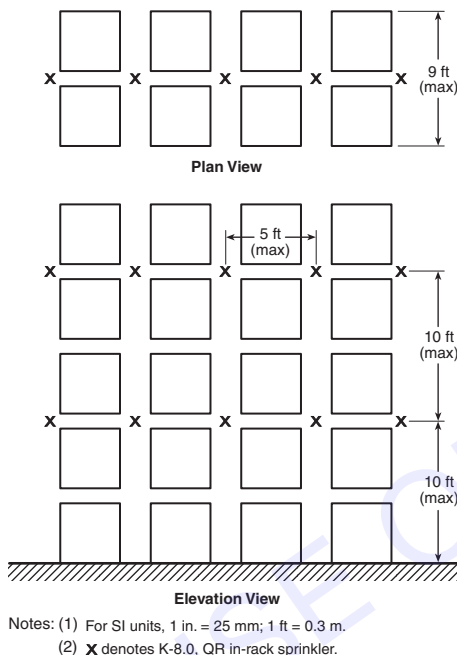 X X X X X
9 ft
(max)
Plan View
5 ft
(max)
X X X X X
10 ft
(max)
X X X X X
10 ft
(max)
Elevation View
Notes: (1) For SI units, 1 in. = 25 mm; 1 ft = 0.3 m.
(2) X denotes K-8.0, QR in-rack sprinkler.